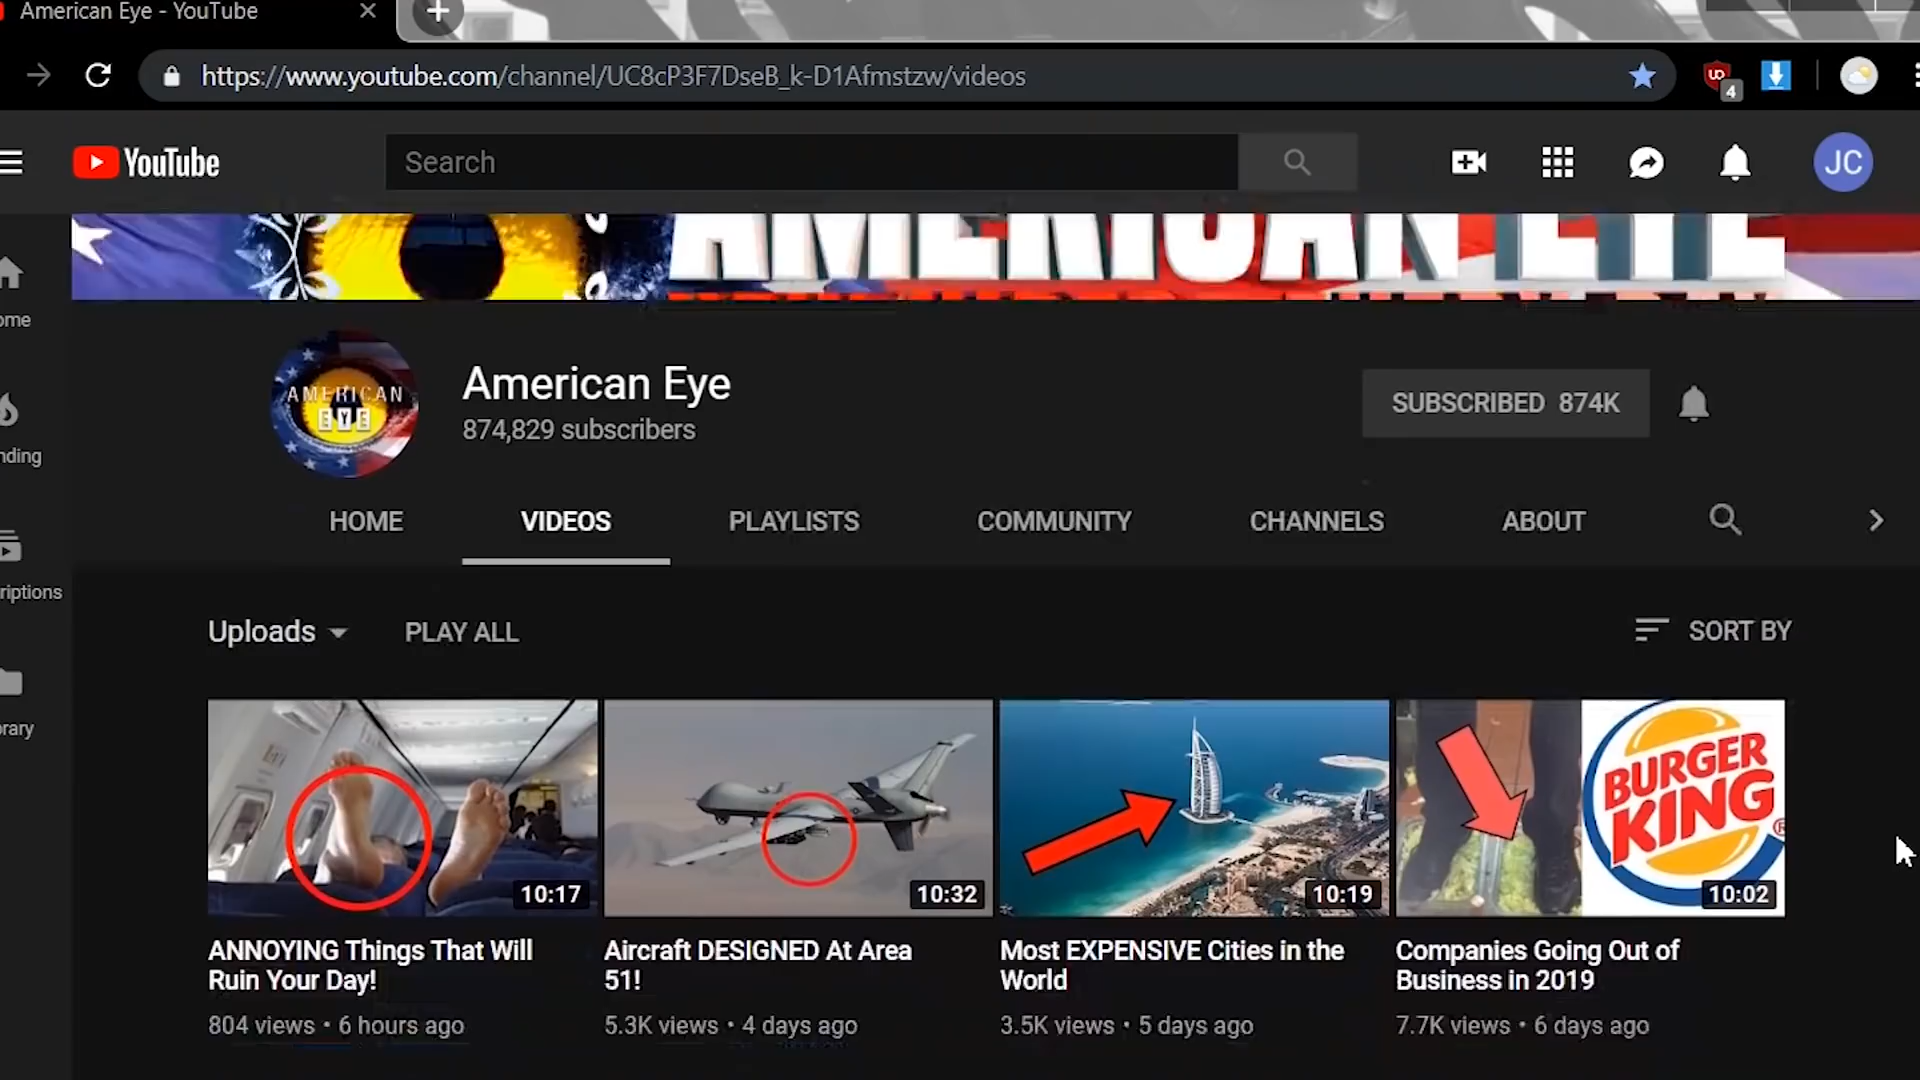 American Eye - YouTube
https://www.youtube.com/channel/UC8cP3F7DseB_k-D1Afmstzw/videos
4
YouTube
Search
JC
AMERICAN EYE
ome
AMERICAN
EYE
American Eye
874,829 subscribers
SUBSCRIBED 874K
nding
HOME
VIDEOS
PLAYLISTS
COMMUNITY
CHANNELS
ABOUT
riptions
Uploads
PLAY ALL
SORT BY
brary
BURGER
KING
10:17
10:32
10:19
10:02
ANNOYING Things That Will
Ruin Your Day!
804 views • 6 hours ago
Aircraft DESIGNED At Area
51!
5.3K views • 4 days ago
Most EXPENSIVE Cities in the
World
3.5K views • 5 days ago
Companies Going Out of
Business in 2019
7.7K views • 6 days ago